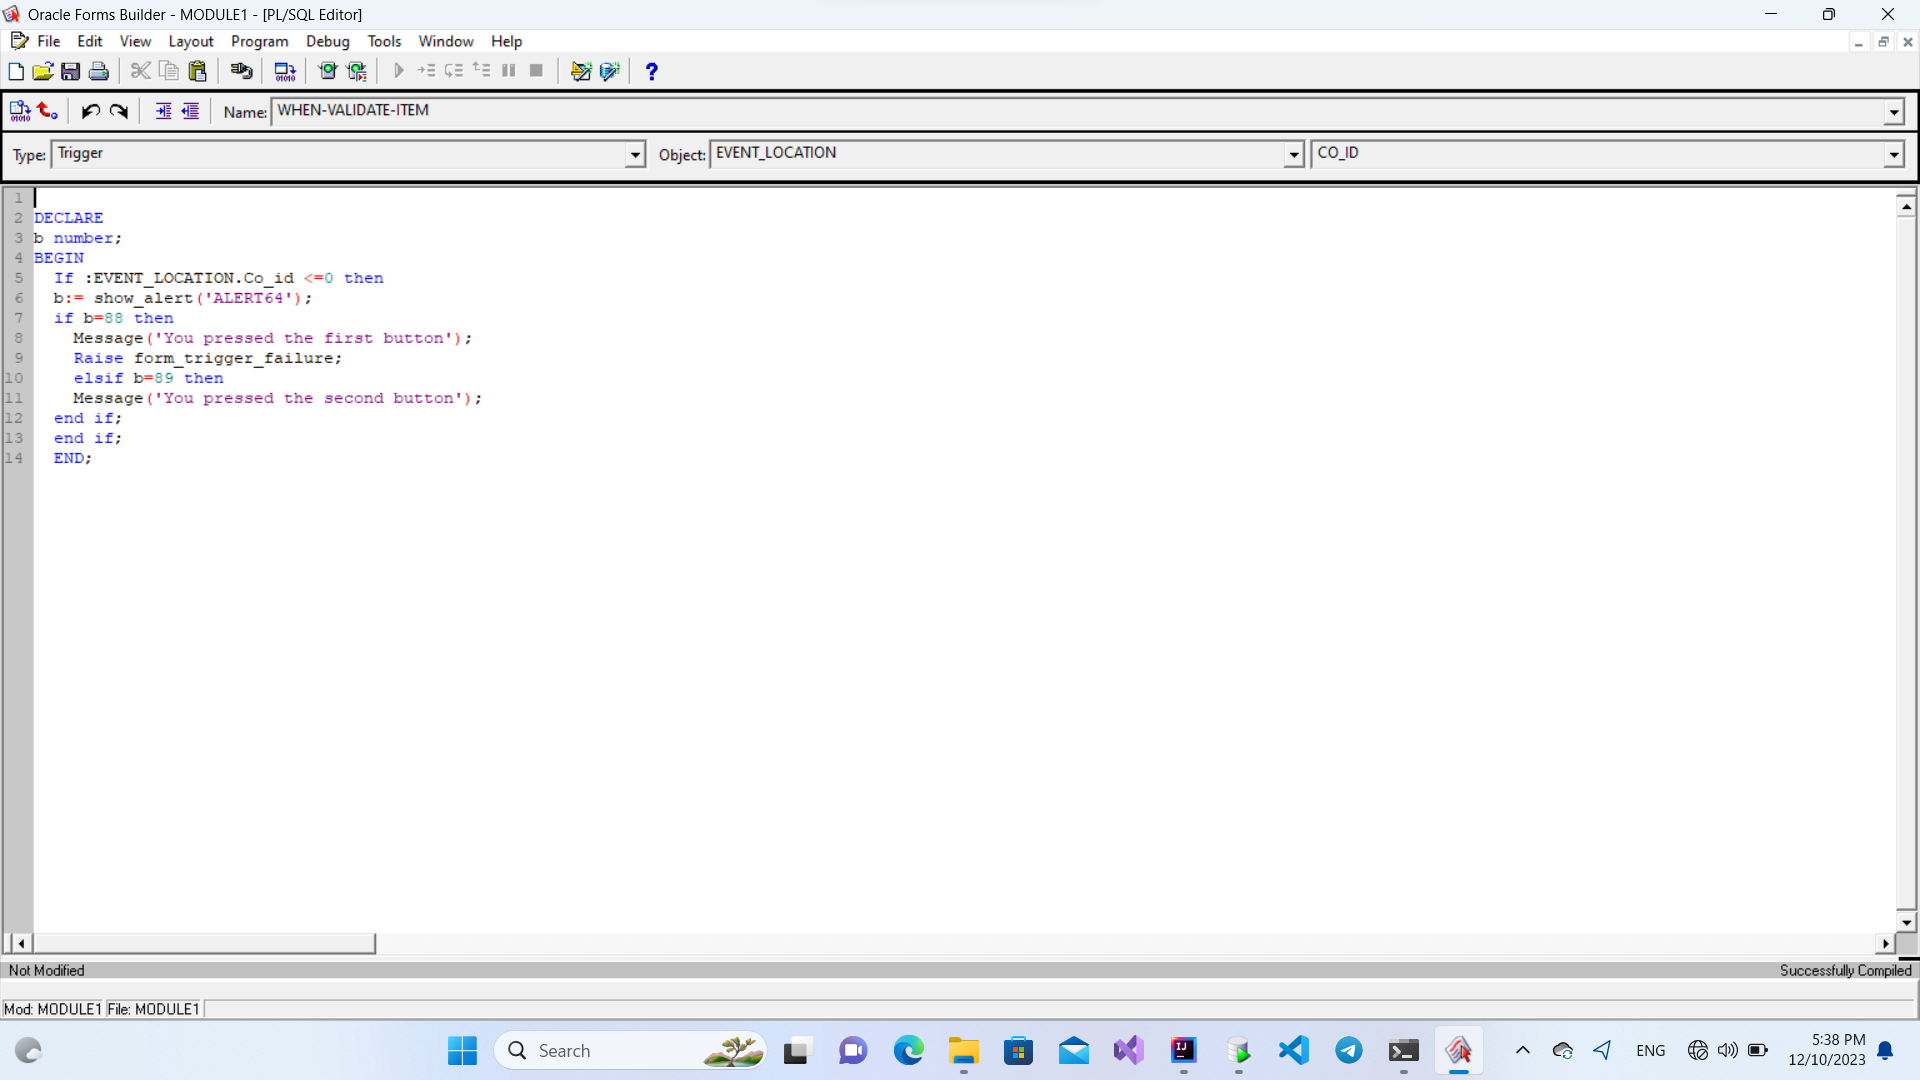 Oracle Forms Builder - MODULE1 - [PL/SQL Editor]
File Edit View Layout Program Debug Tools Window Help
Name: WHEN-VALIDATE-ITEM
Type: Trigger Object: EVENT_LOCATION CO_ID
1
2 DECLARE
3 b number;
4 BEGIN
5 If :EVENT_LOCATION.Co_id <=0 then
6 b:= show_alert('ALERT64');
7 if b=88 then
8 Message('You pressed the first button');
9 Raise form_trigger_failure;
10 elsif b=89 then
11 Message('You pressed the second button');
12 end if;
13 end if;
14 END;
Not Modified Successfully Compiled
Mod: MODULE1 File: MODULE1
Search ENG 5:38 PM
12/10/2023